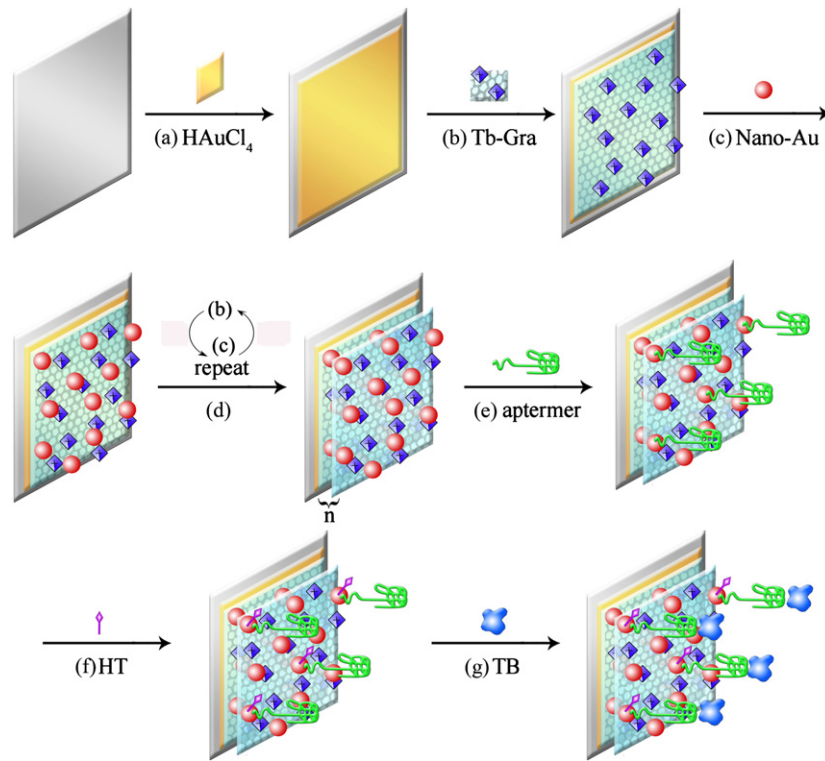 (a) HAuCl₄
(b) Tb-Gra
(c) Nano-Au
(b)
(c)
repeat
(d)
(e) aptermer
n
(f) HT
(g) TB